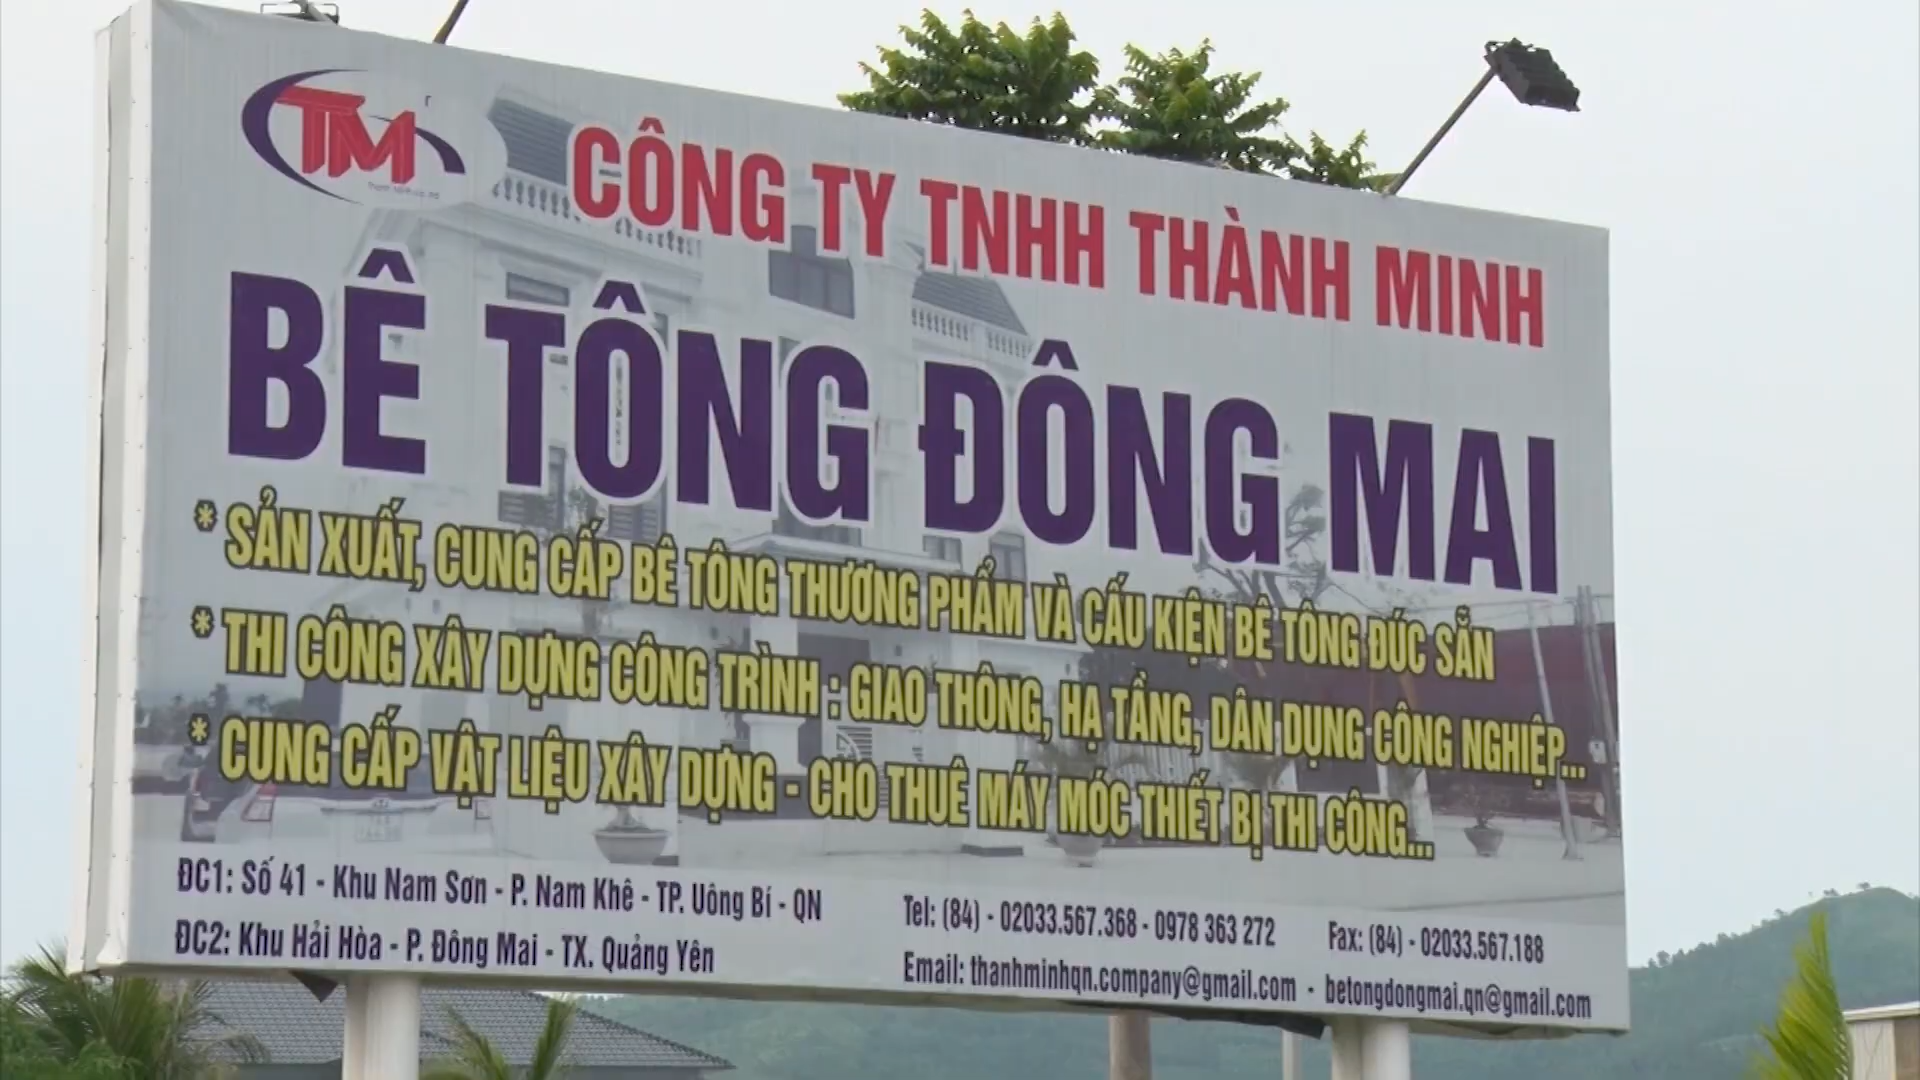 TM
CÔNG TY TNHH THÀNH MINH
BÊ TÔNG ĐÔNG MAI
* SẢN XUẤT, CUNG CẤP BÊ TÔNG THƯƠNG PHẨM VÀ CẤU KIỆN BÊ TÔNG ĐÚC SẴN
* THI CÔNG XÂY DỰNG CÔNG TRÌNH : GIAO THÔNG, HẠ TẦNG, DÂN DỤNG CÔNG NGHIỆP...
* CUNG CẤP VẬT LIỆU XÂY DỰNG - CHO THUÊ MÁY MÓC THIẾT BỊ THI CÔNG...
ĐC1: Số 41 - Khu Nam Sơn - P. Nam Khê - TP. Uông Bí - QN
ĐC2: Khu Hải Hòa - P. Đông Mai - TX. Quảng Yên
Tel: (84) - 02033.567.368 - 0978 363 272 Fax: (84) - 02033.567.188
Email: thanhminhqn.company@gmail.com - betongdongmai.qn@gmail.com